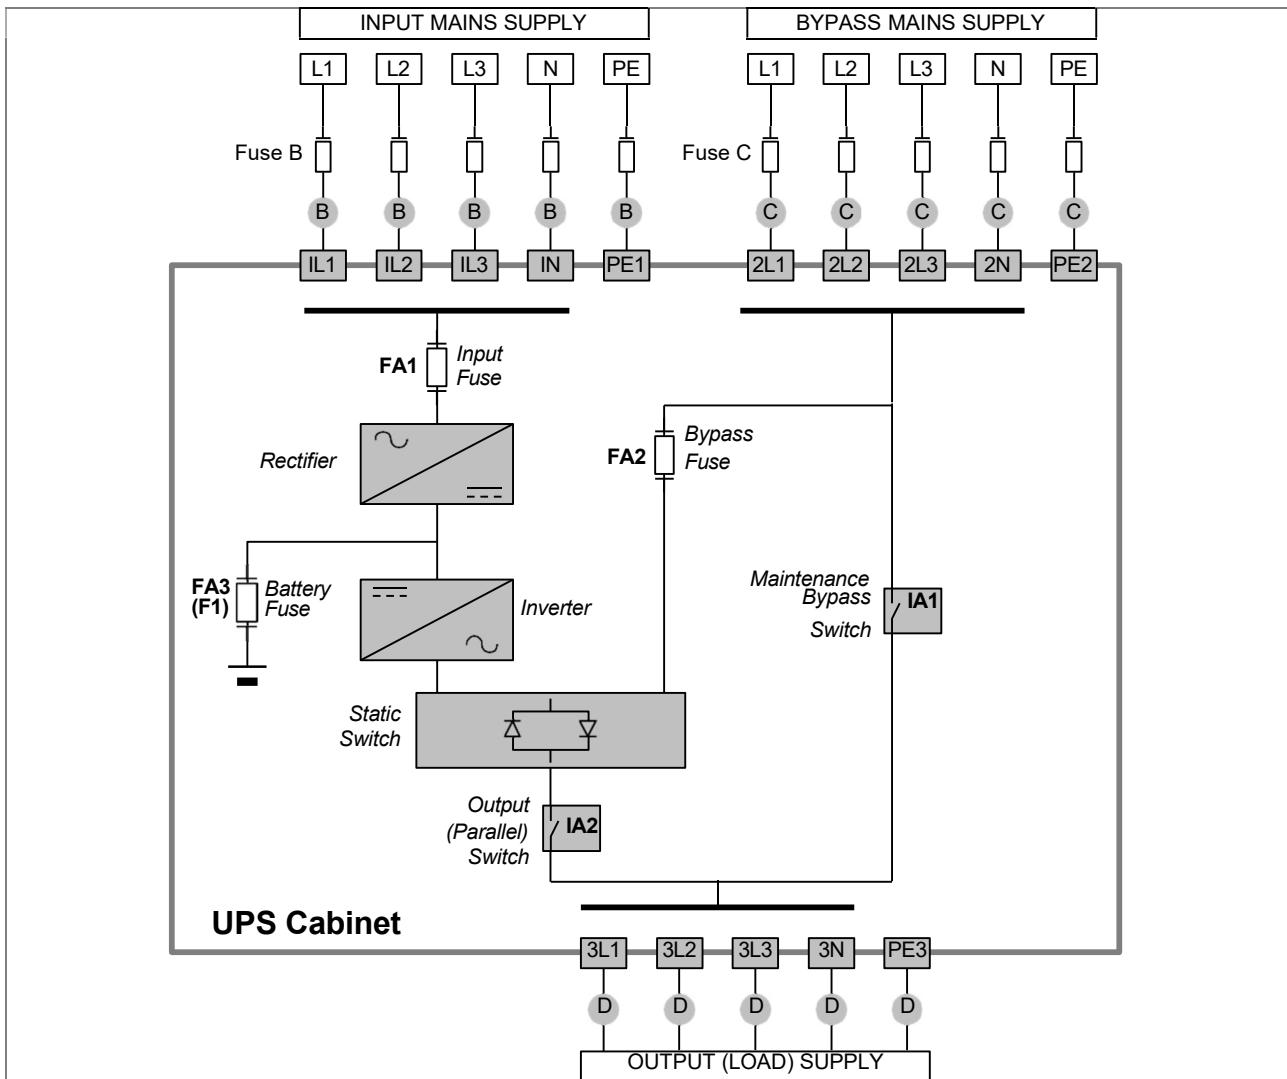 INPUT MAINS SUPPLY
BYPASS MAINS SUPPLY
L1 L2 L3 N PE
L1 L2 L3 N PE
Fuse B
Fuse C
B B B B B
C C C C C
IL1 IL2 IL3 IN PE1
2L1 2L2 2L3 2N PE2
FA1
Input
Fuse
Rectifier
FA2
Bypass
Fuse
FA3
(F1)
Battery
Fuse
Inverter
Maintenance
Bypass
Switch
IA1
Static
Switch
Output
(Parallel)
Switch
IA2
UPS Cabinet
3L1 3L2 3L3 3N PE3
D D D D D
OUTPUT (LOAD) SUPPLY